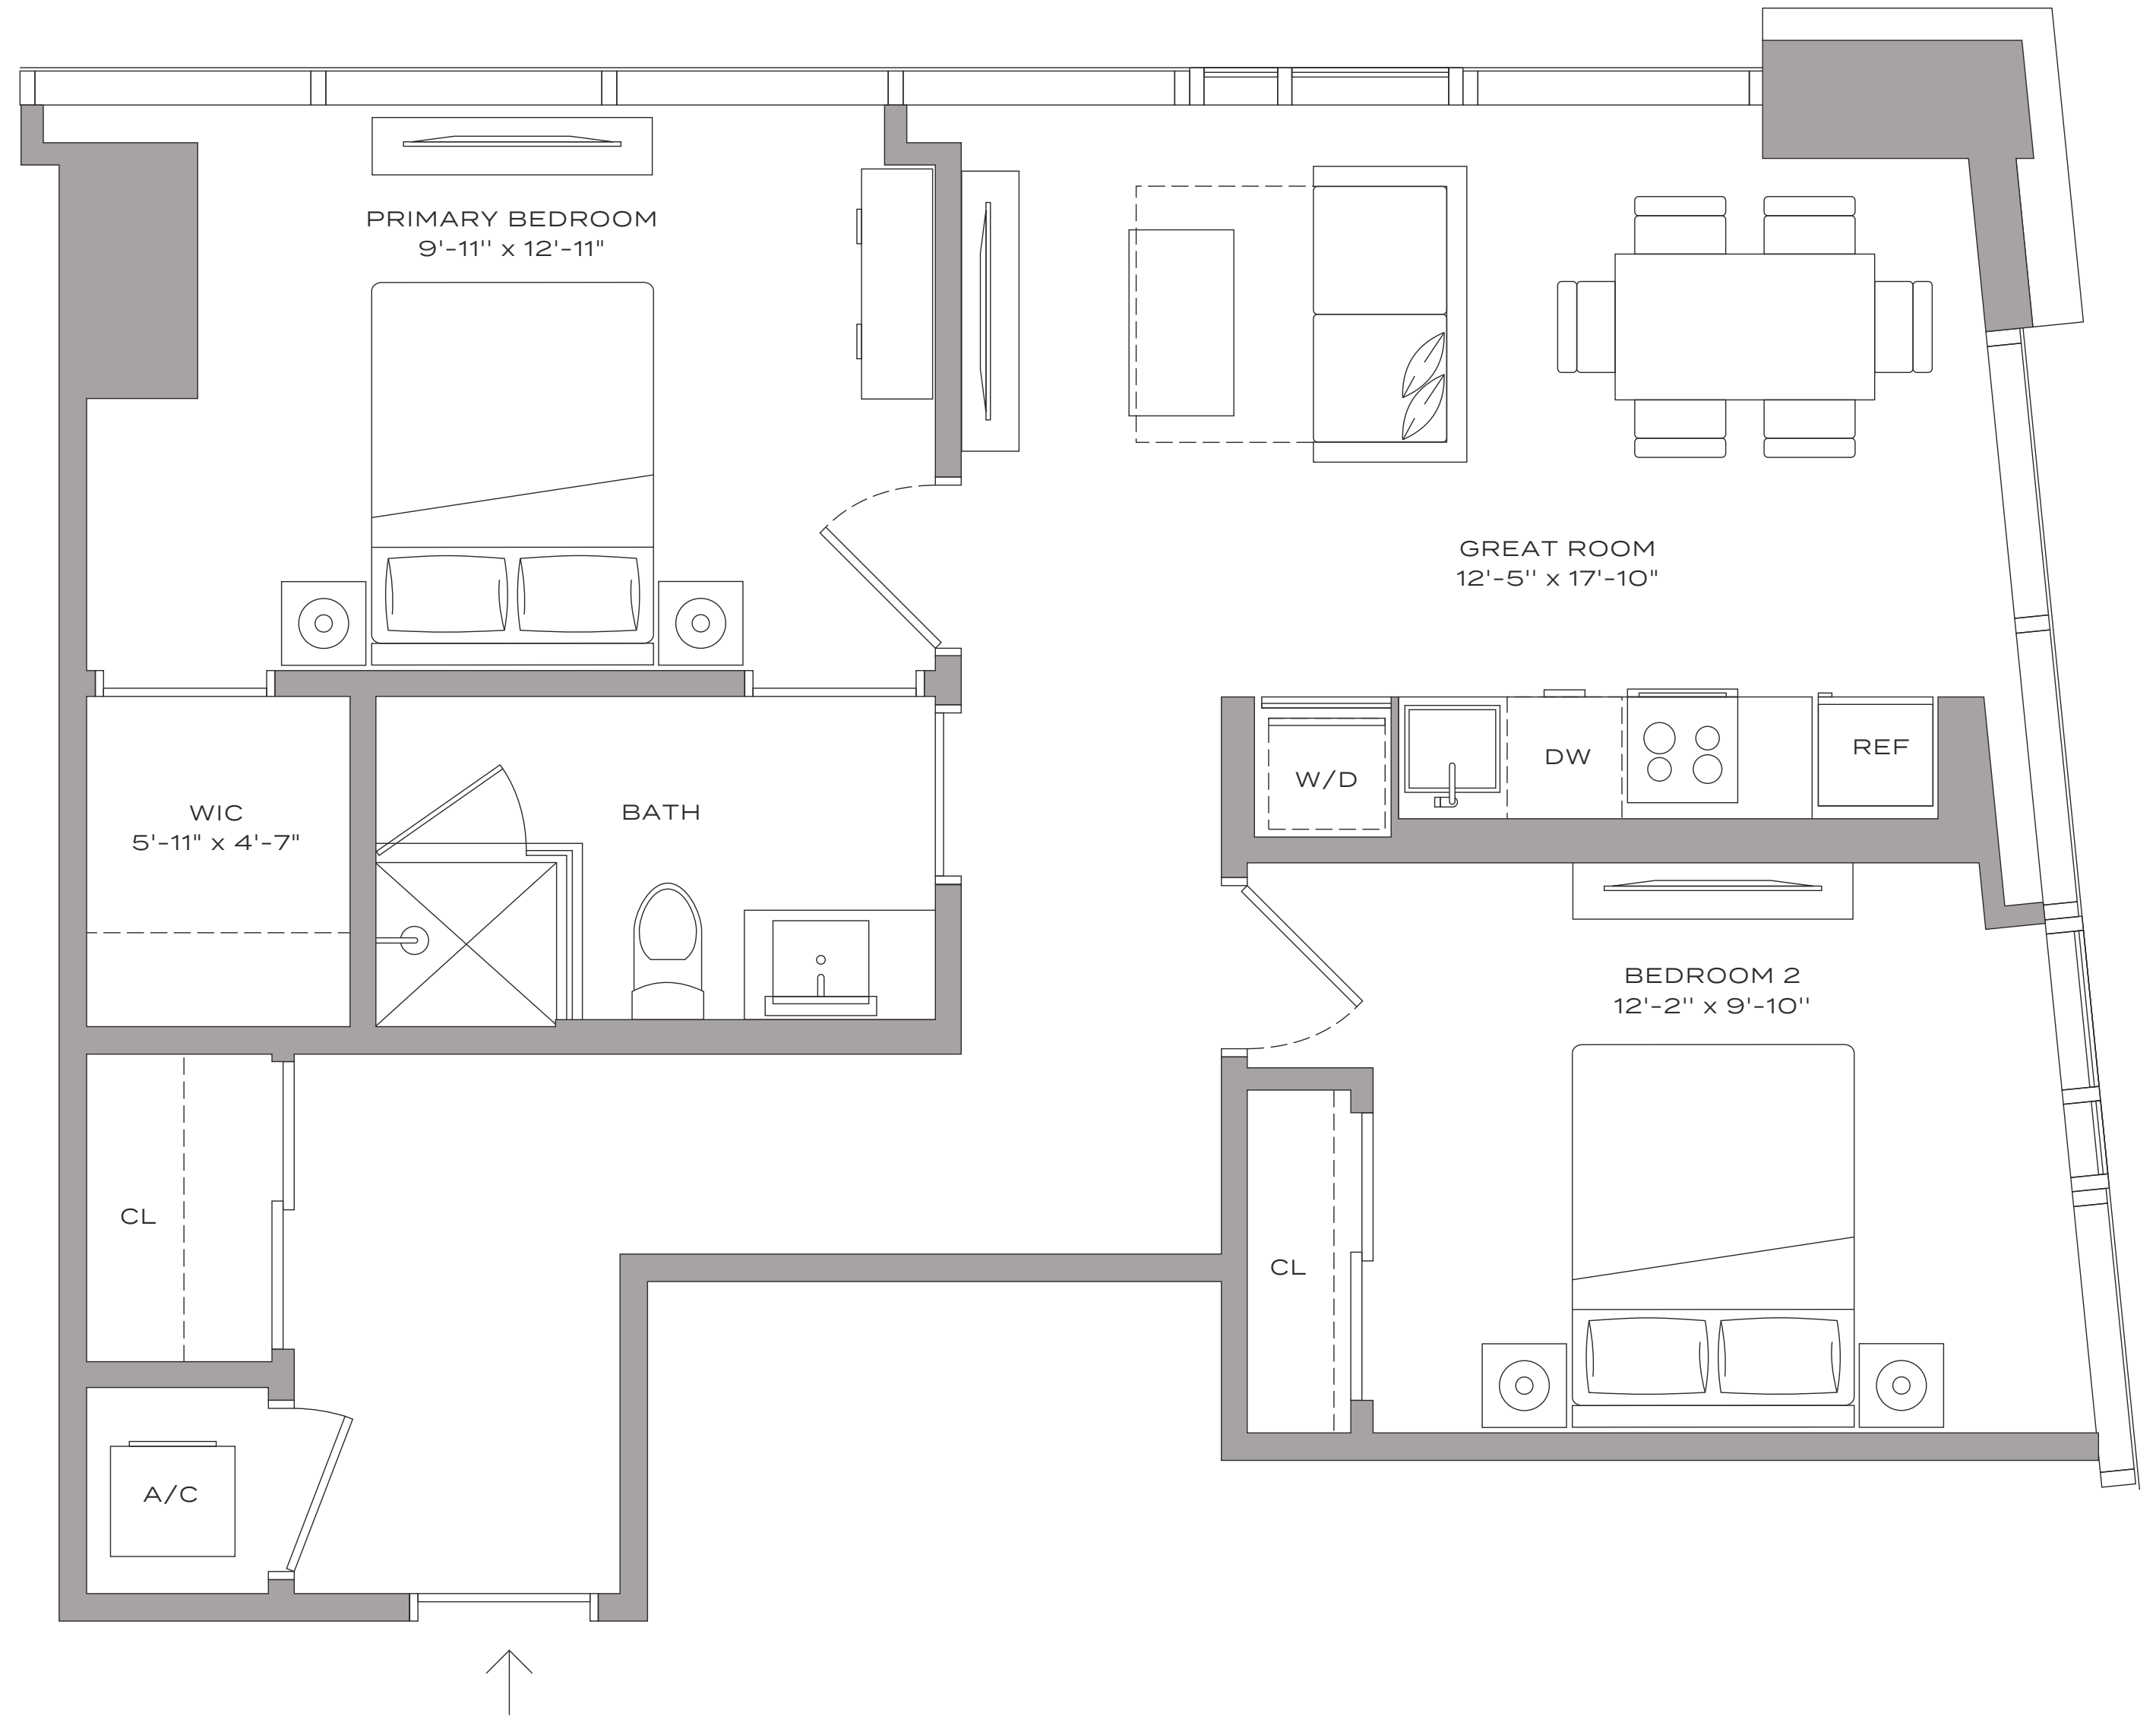 PRIMARY BEDROOM
9'-11'' x 12'-11"
GREAT ROOM
12'-5'' x 17'-10"
W/D
DW
REF
WIC
5'-11" x 4'-7"
BATH
BEDROOM 2
12'-2'' x 9'-10''
CL
CL
A/C